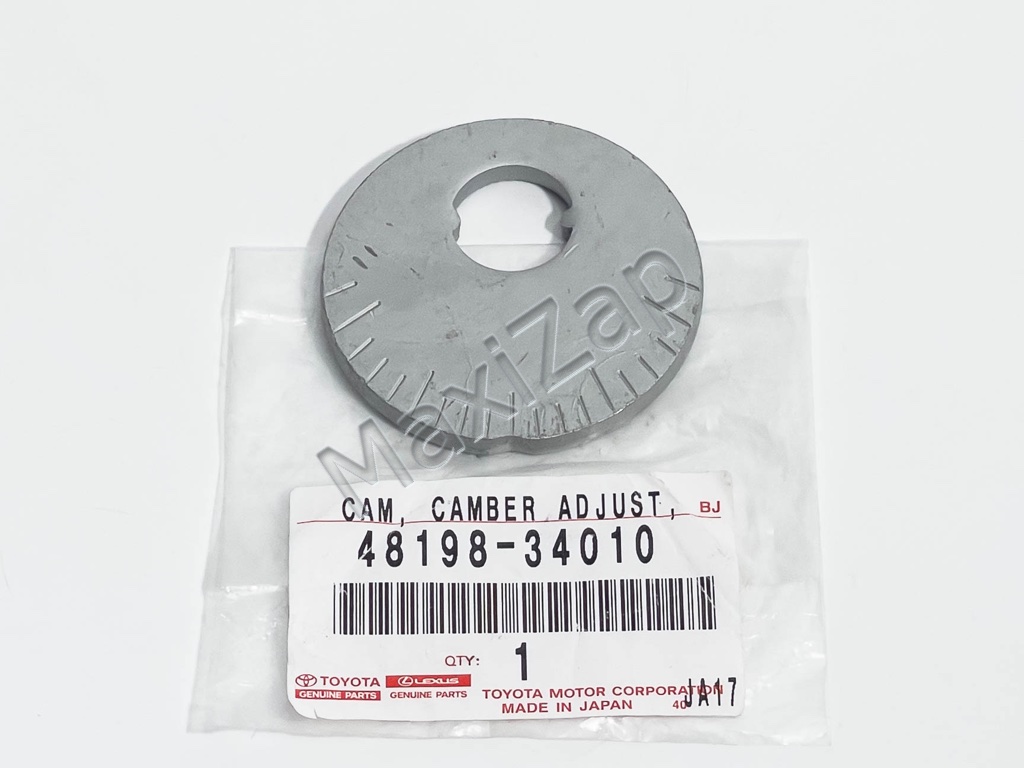 MaxiZap
CAM, CAMBER ADJUST, BJ
48198-34010
QTY: 1
TOYOTA LEXUS
GENUINE PARTS GENUINE PARTS
TOYOTA MOTOR CORPORATION
MADE IN JAPAN 40 JA17